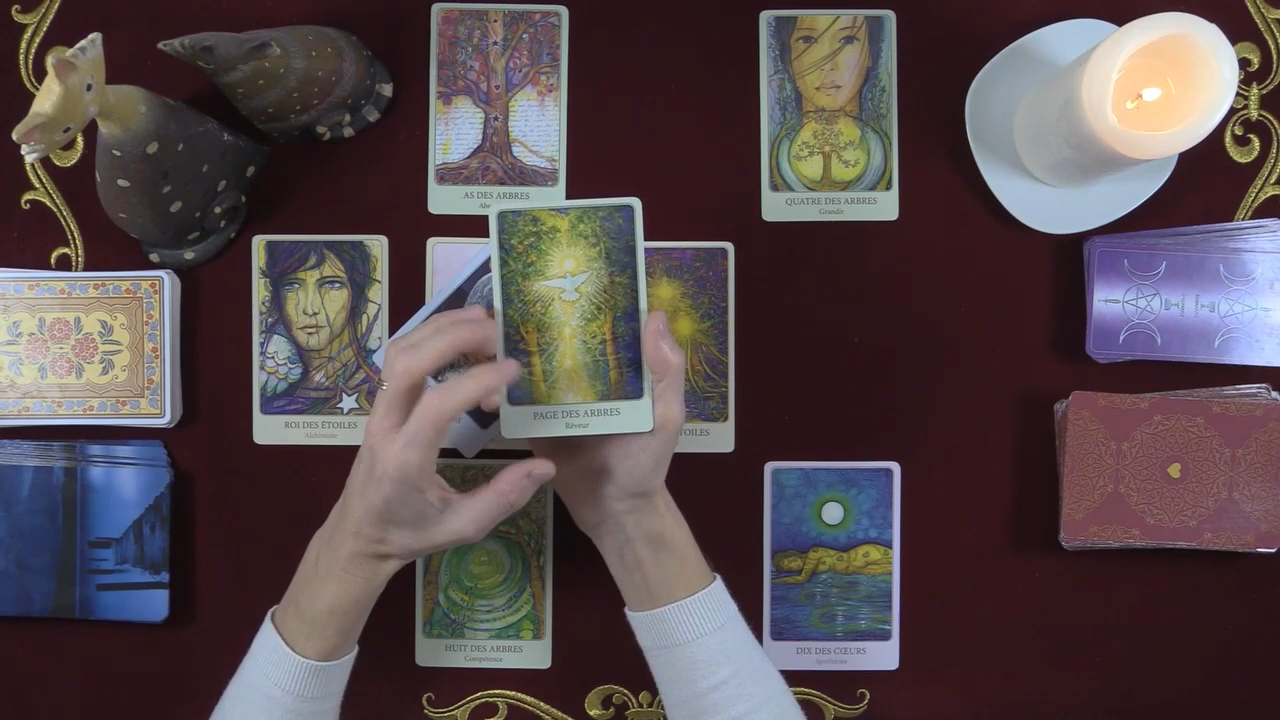 AS DES ARBRES
QUATRE DES ARBRES
Grandir
ROI DES ÉTOILES
Alchimiste
PAGE DES ARBRES
Rêveur
TOILES
HUIT DES ARBRES
Compétence
DIX DES CŒURS
Apothéose